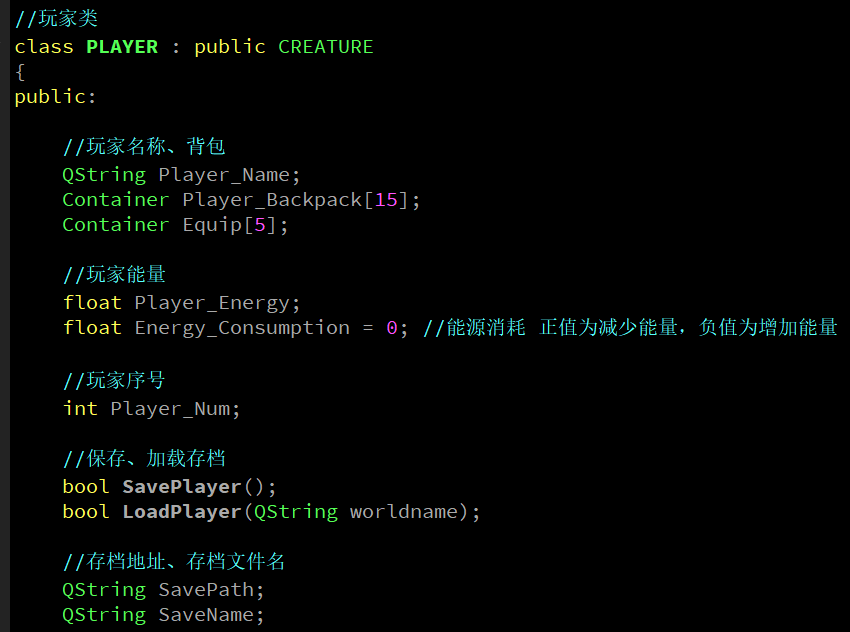 //玩家类
class PLAYER : public CREATURE
{
public:
//玩家名称、背包
QString Player_Name;
Container Player_Backpack[15];
Container Equip[5];
//玩家能量
float Player_Energy;
float Energy_Consumption = 0; //能源消耗 正值为减少能量，负值为增加能量
//玩家序号
int Player_Num;
//保存、加载存档
bool SavePlayer();
bool LoadPlayer(QString worldname);
//存档地址、存档文件名
QString SavePath;
QString SaveName;